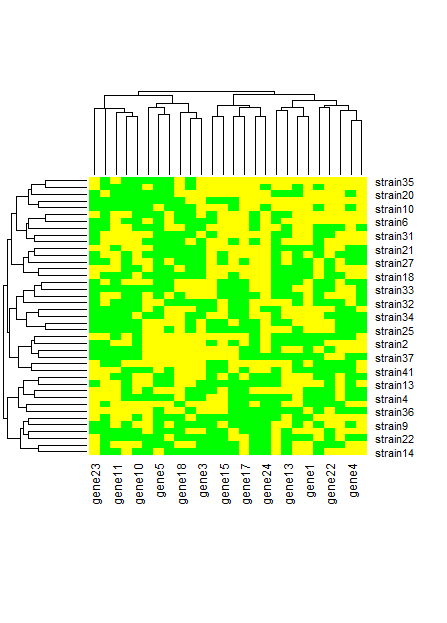 strain35
strain20
strain10
strain6
strain31
strain21
strain27
strain18
strain33
strain32
strain34
strain25
strain2
strain37
strain41
strain13
strain4
strain36
strain9
strain22
strain14
gene23
gene11
gene10
gene5
gene18
gene3
gene15
gene17
gene24
gene13
gene1
gene22
gene4